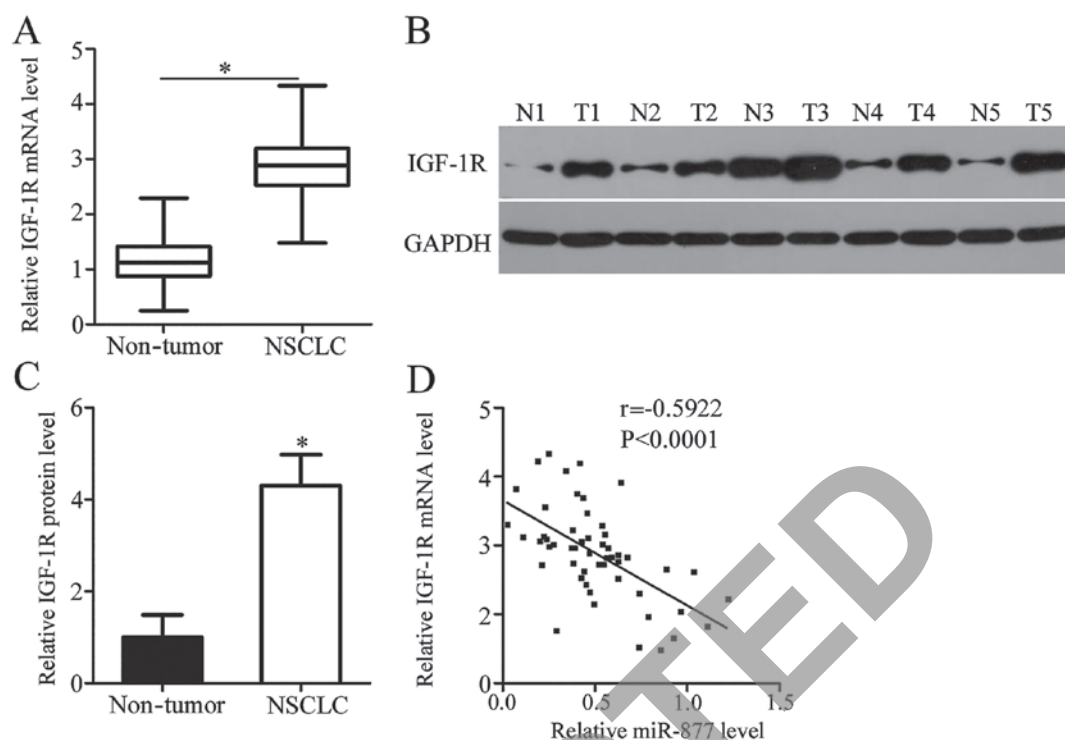 A
Relative IGF-1R mRNA level
5
4
3
2
1
0
*
Non-tumor
NSCLC
B
N1 T1 N2 T2 N3 T3 N4 T4 N5 T5
IGF-1R
GAPDH
C
Relative IGF-1R protein level
6
4
2
0
*
Non-tumor
NSCLC
D
Relative IGF-1R mRNA level
5
4
3
2
0
r=-0.5922
P<0.0001
0.0 0.5 1.0 1.5
Relative miR-877 level
TED